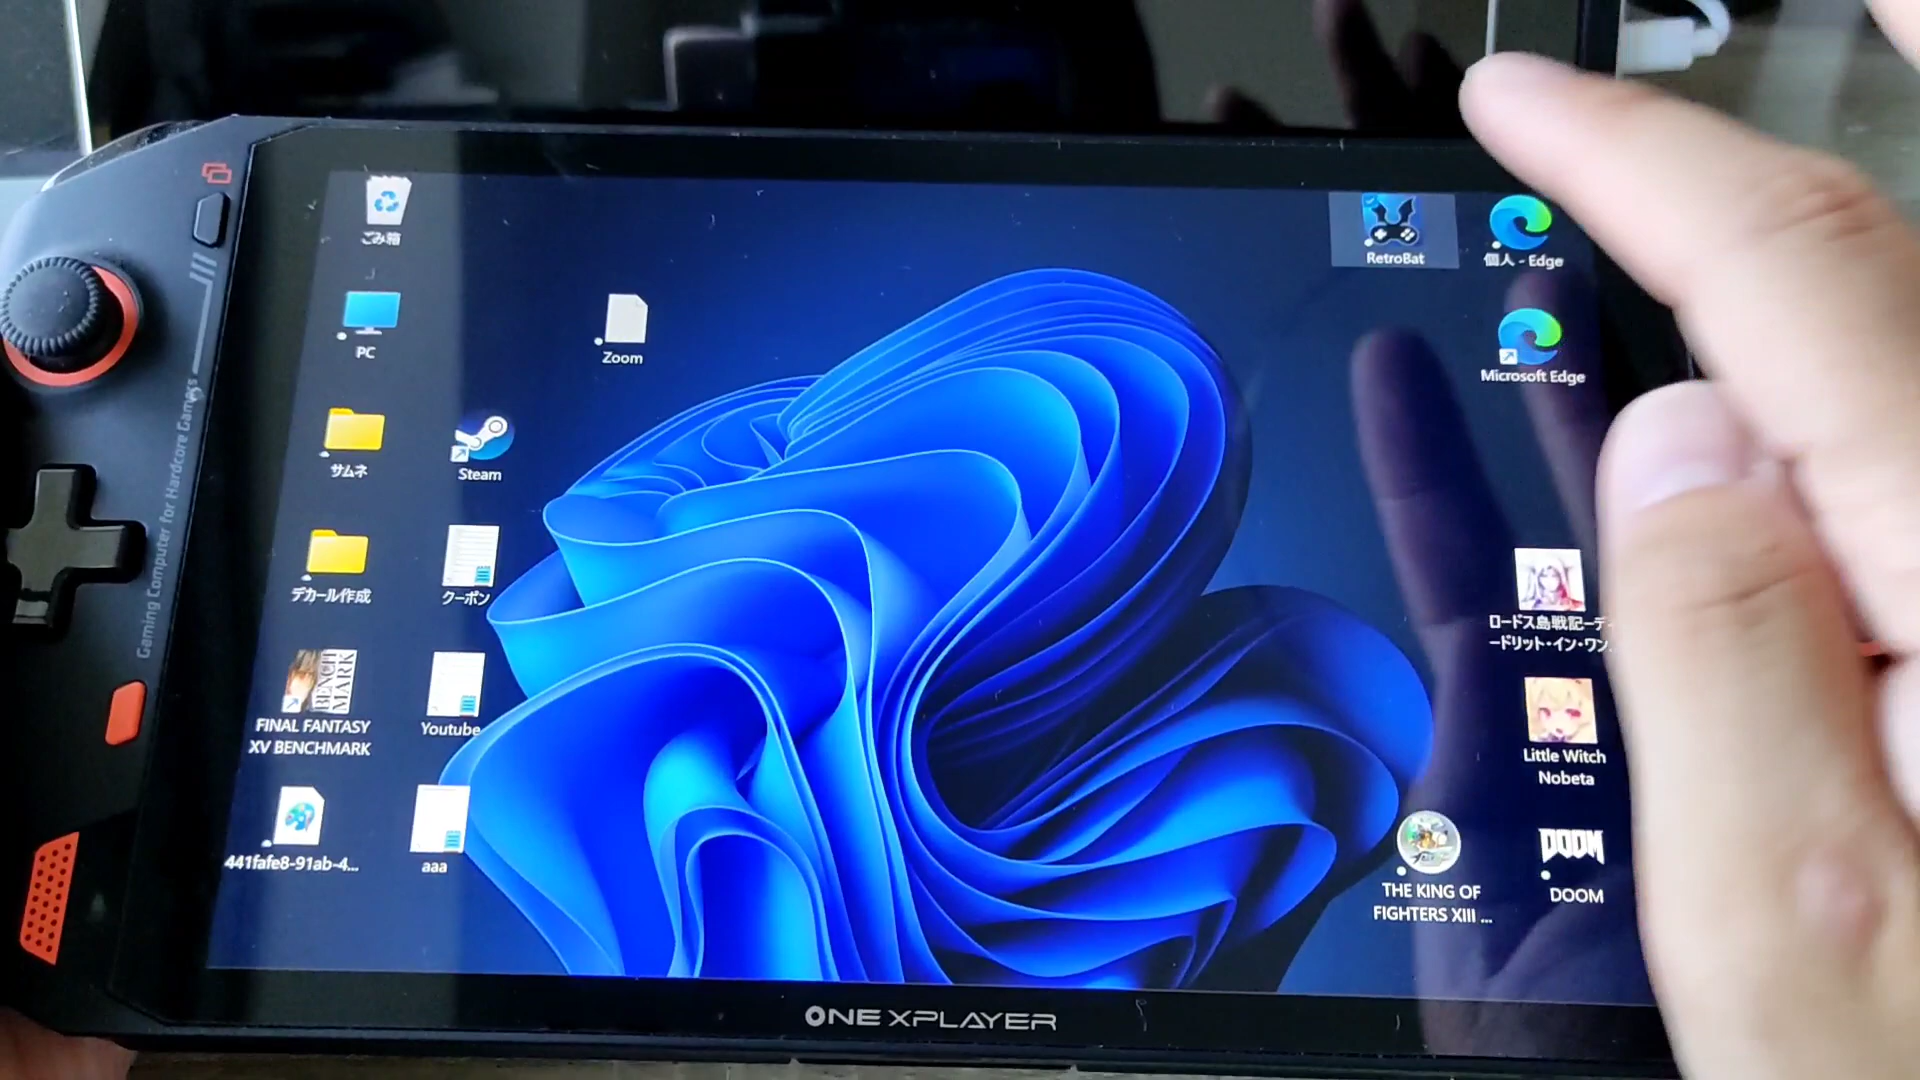 ごみ箱
RetroBat
個人 - Edge
PC
Zoom
Microsoft Edge
サムネ
Steam
デカール作成
クーポン
ロードス島戦記ーディ
ードリット・イン・ワン...
FINAL FANTASY
XV BENCHMARK
BENCH
MARK
Youtube
Little Witch
Nobeta
441fafe8-91ab-4...
aaa
THE KING OF
FIGHTERS XIII ...
DOOM
DOOM
Gaming Computer for Hardcore Gamers
ONEXPLAYER